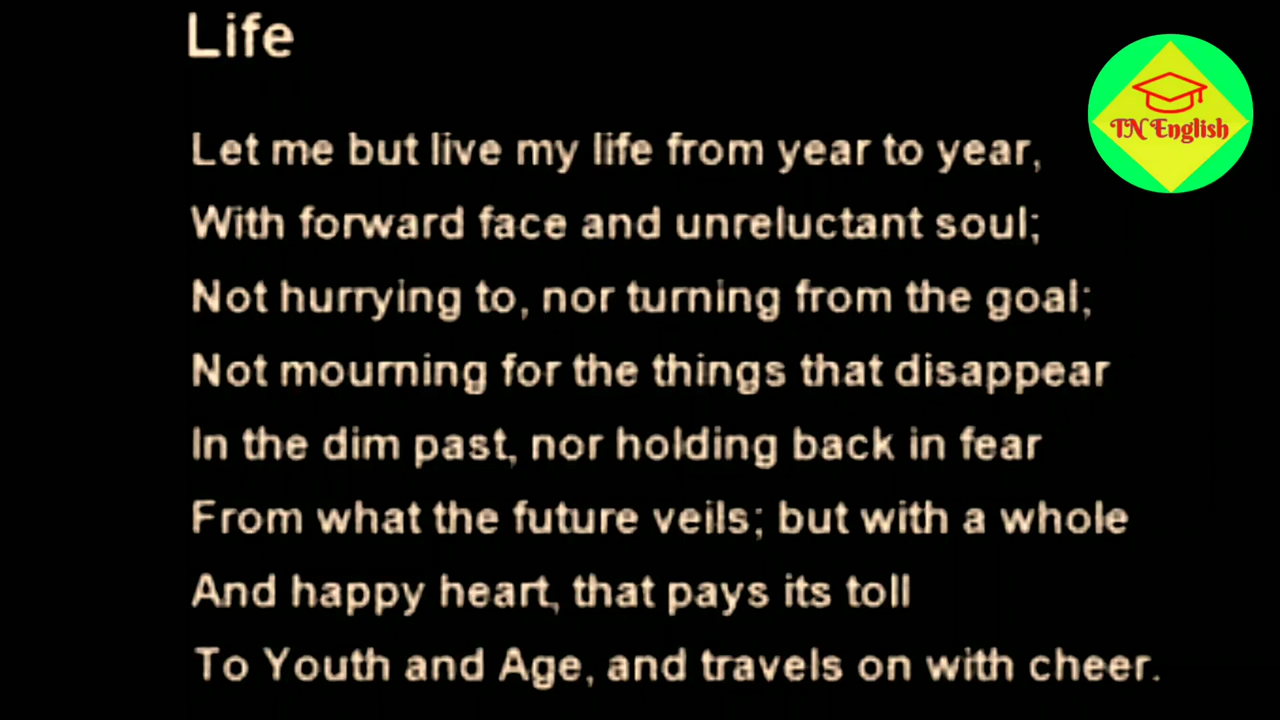 Life
TN English
Let me but live my life from year to year,
With forward face and unreluctant soul;
Not hurrying to, nor turning from the goal;
Not mourning for the things that disappear
In the dim past, nor holding back in fear
From what the future veils; but with a whole
And happy heart, that pays its toll
To Youth and Age, and travels on with cheer.